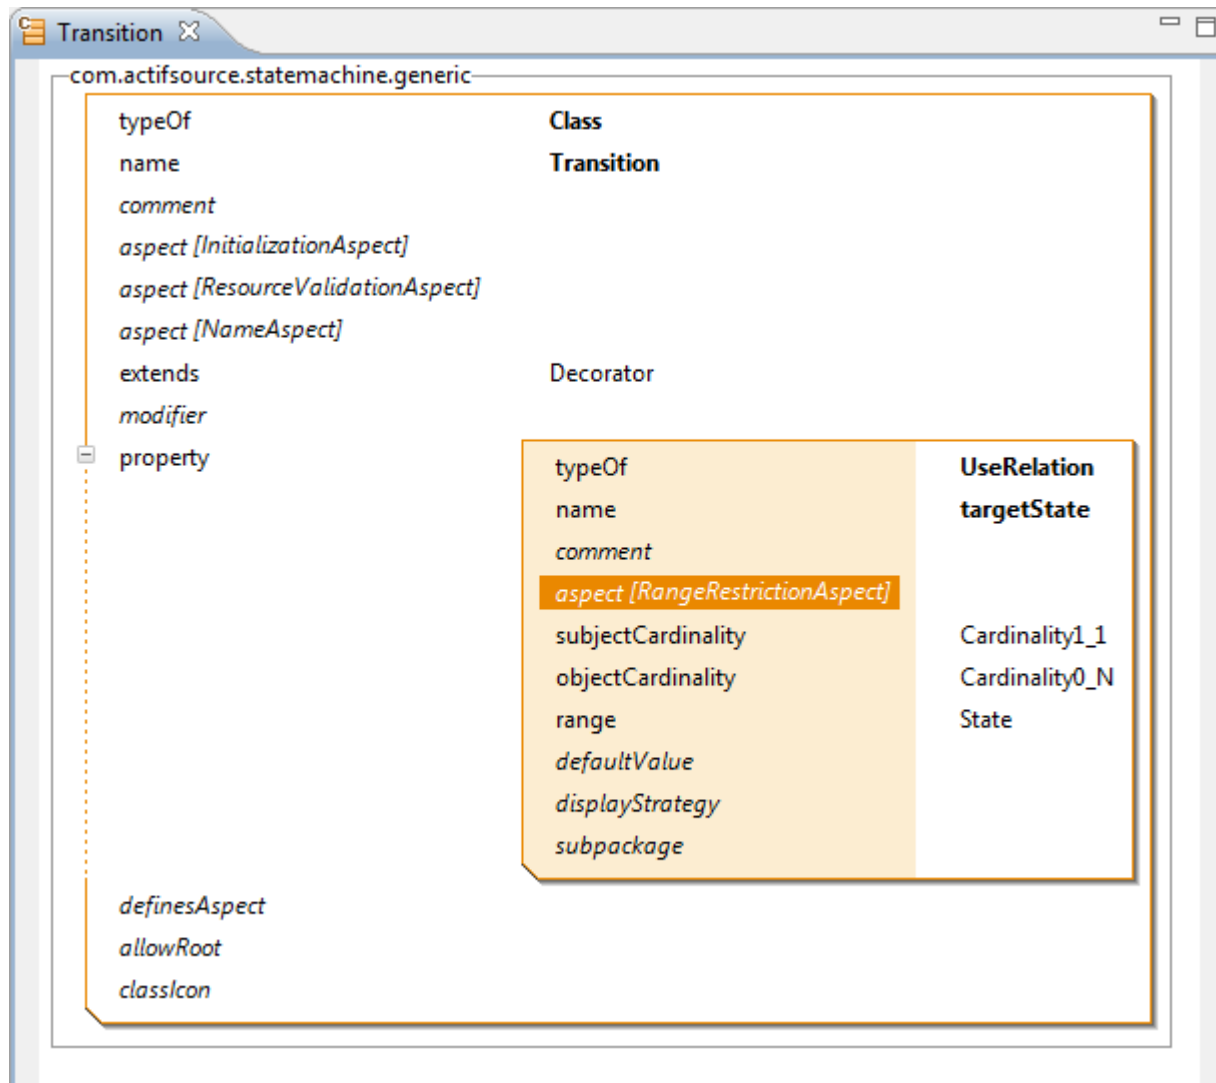 Transition
com.actifsource.statemachine.generic
typeOf Class
name Transition
comment
aspect [InitializationAspect]
aspect [ResourceValidationAspect]
aspect [NameAspect]
extends Decorator
modifier
property
typeOf UseRelation
name targetState
comment
aspect [RangeRestrictionAspect]
subjectCardinality Cardinality1_1
objectCardinality Cardinality0_N
range State
defaultValue
displayStrategy
subpackage
definesAspect
allowRoot
classIcon